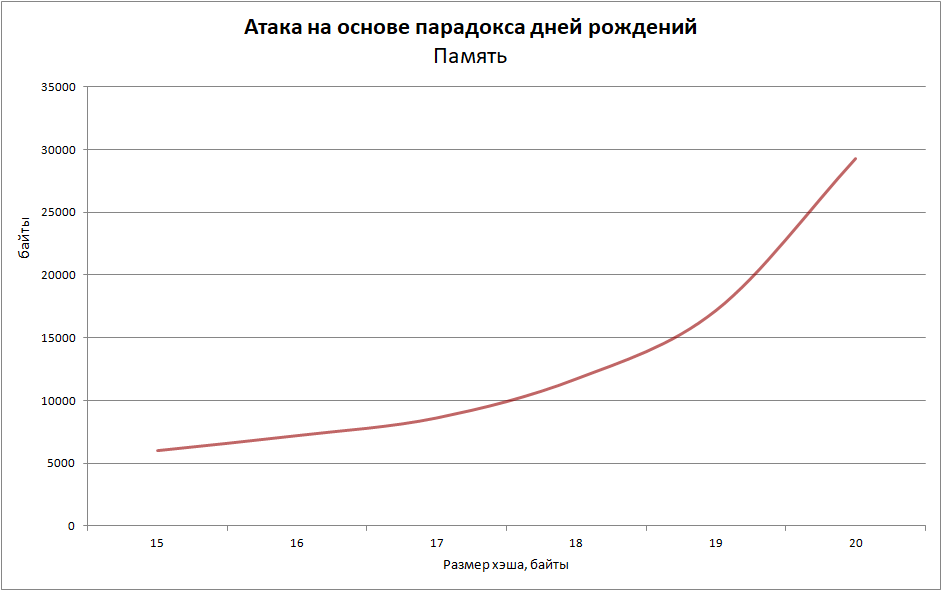 Атака на основе парадокса дней рождений
Память
35000
30000
25000
20000
15000
10000
5000
0
байты
15 16 17 18 19 20
Размер хэша, байты